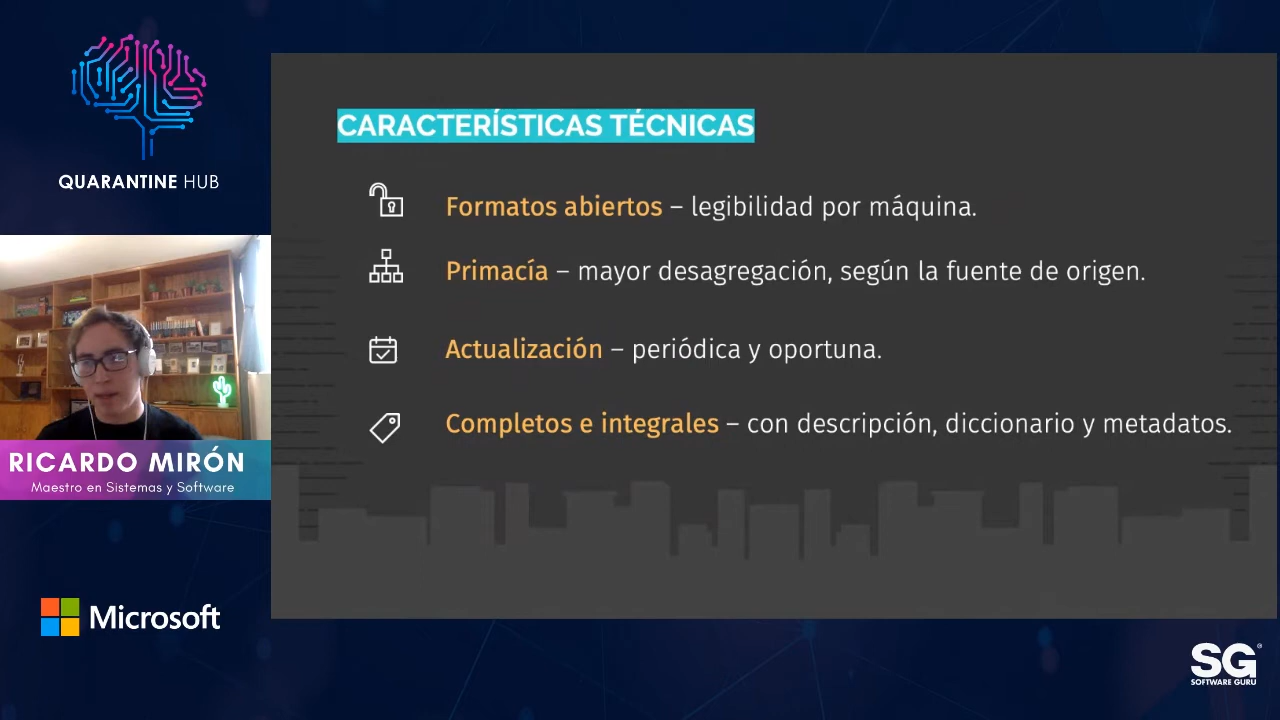 QUARANTINE HUB
CARACTERÍSTICAS TÉCNICAS
Formatos abiertos – legibilidad por máquina.
Primacía – mayor desagregación, según la fuente de origen.
Actualización – periódica y oportuna.
Completos e integrales – con descripción, diccionario y metadatos.
RICARDO MIRÓN
Maestro en Sistemas y Software
Microsoft
SG®
SOFTWARE GURU